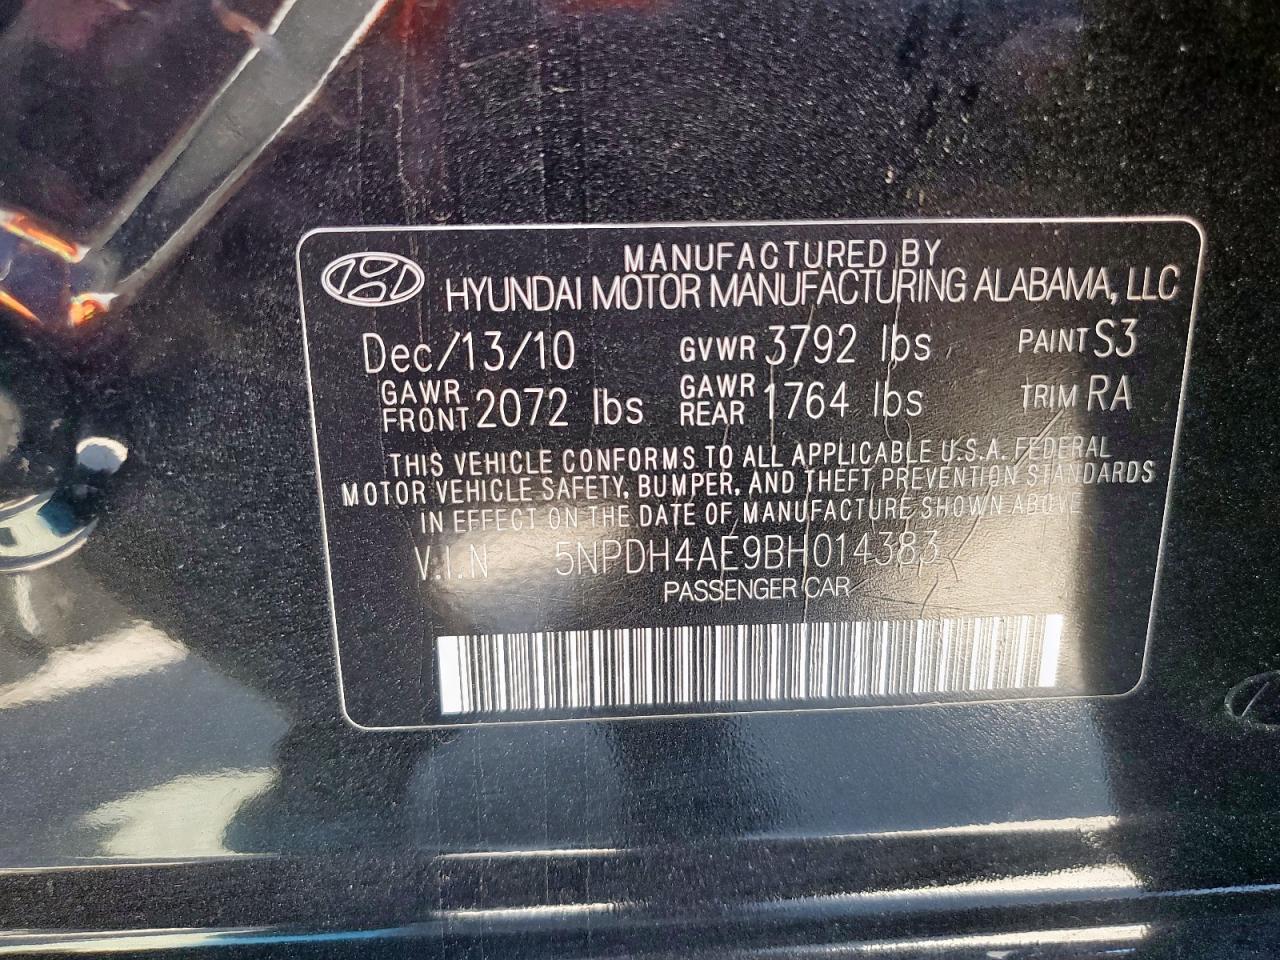 MANUFACTURED BY
HYUNDAI MOTOR MANUFACTURING ALABAMA, LLC
Dec/13/10 GVWR 3792 lbs PAINT S3
GAWR FRONT 2072 lbs GAWR REAR 1764 lbs TRIM RA
THIS VEHICLE CONFORMS TO ALL APPLICABLE U.S.A. FEDERAL
MOTOR VEHICLE SAFETY, BUMPER, AND THEFT PREVENTION STANDARDS
IN EFFECT ON THE DATE OF MANUFACTURE SHOWN ABOVE
V.I.N 5NPDH4AE9BH014383
PASSENGER CAR